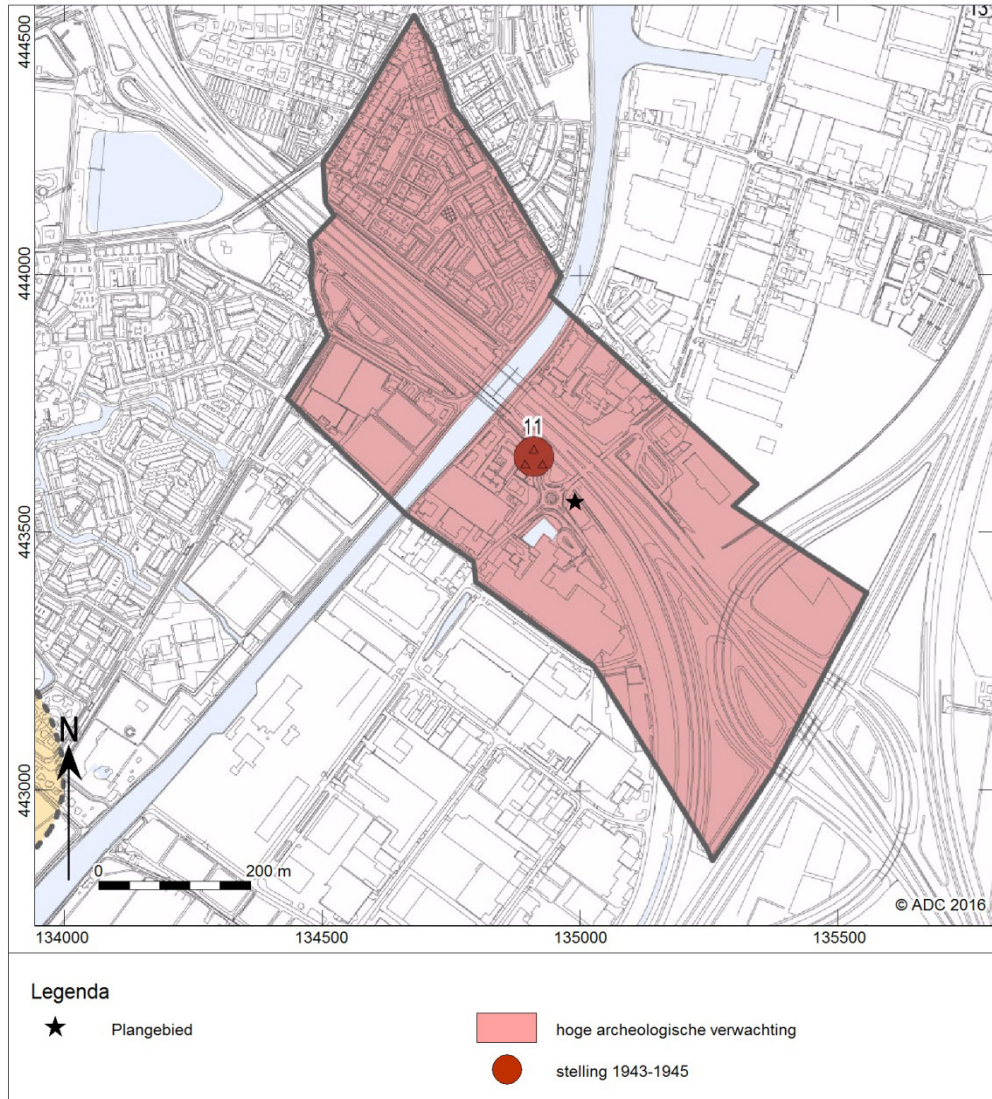 13
444500
444000
443500
443000
11
N
0 200 m
© ADC 2016
134000 134500 135000 135500
Legenda
Plangebied
hoge archeologische verwachting
stelling 1943-1945